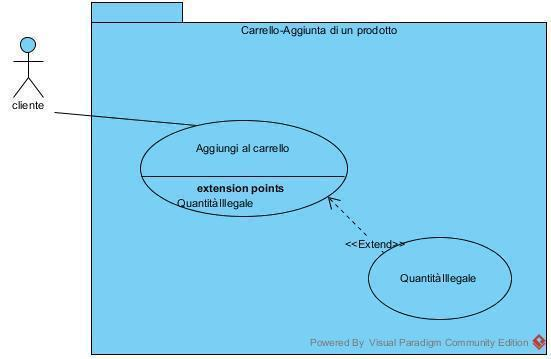 Carrello-Aggiunta di un prodotto
cliente
Aggiungi al carrello
extension points
QuantitàIllegale
<<Extend>>
QuantitàIllegale
Powered By Visual Paradigm Community Edition